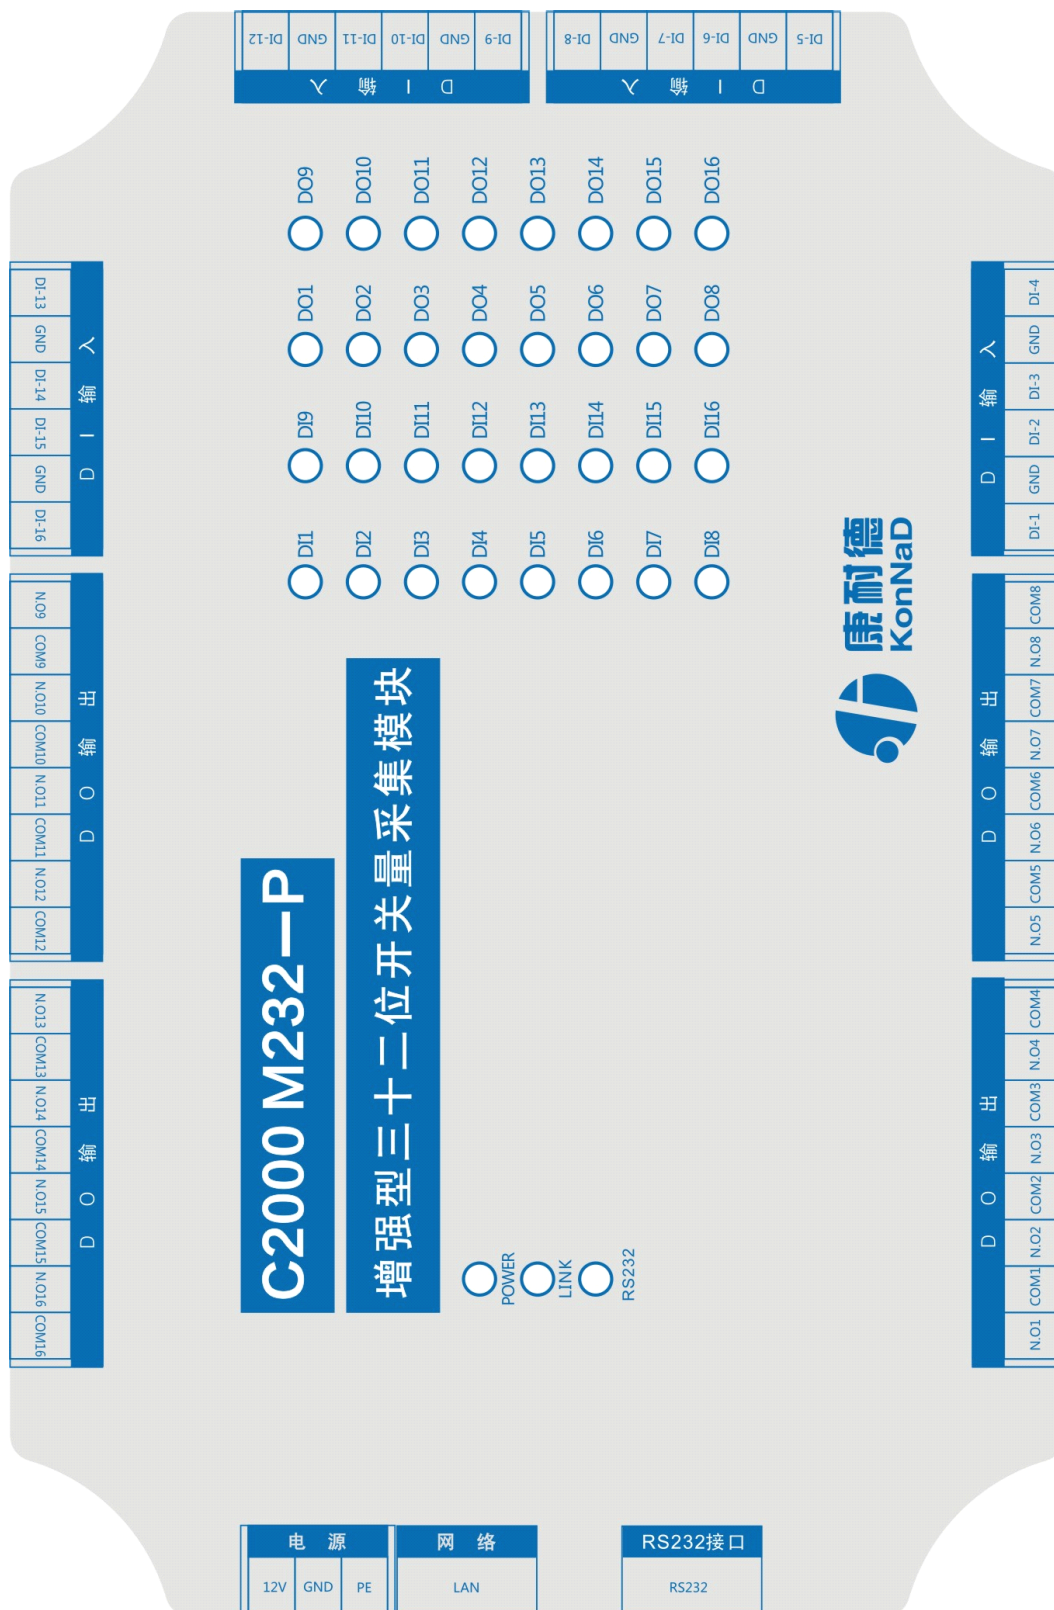 DI-12 GND DI-11 DI-10 GND DI-9
DI 输入
DI-8 GND DI-7 DI-6 GND DI-5
DI 输入
DO9 DO10 DO11 DO12 DO13 DO14 DO15 DO16
DO1 DO2 DO3 DO4 DO5 DO6 DO7 DO8
DI9 DI10 DI11 DI12 DI13 DI14 DI15 DI16
DI1 DI2 DI3 DI4 DI5 DI6 DI7 DI8
DI-13 GND DI-14 DI-15 GND DI-16
DI 输入
N.O9 COM9 N.O10 COM10 N.O11 COM11 N.O12 COM12
DO 输出
N.O13 COM13 N.O14 COM14 N.O15 COM15 N.O16 COM16
DO 输出
康耐德
KonNaD
C2000 M232—P
增强型三十二位开关量采集模块
POWER
LINK
RS232
DI 输入
DI-4 GND DI-3 DI-2 GND DI-1
DO 输出
COM8 N.O8 COM7 N.O7 COM6 N.O6 COM5 N.O5
DO 输出
COM4 N.O4 COM3 N.O3 COM2 N.O2 COM1 N.O1
电源
12V GND PE
网络
LAN
RS232接口
RS232